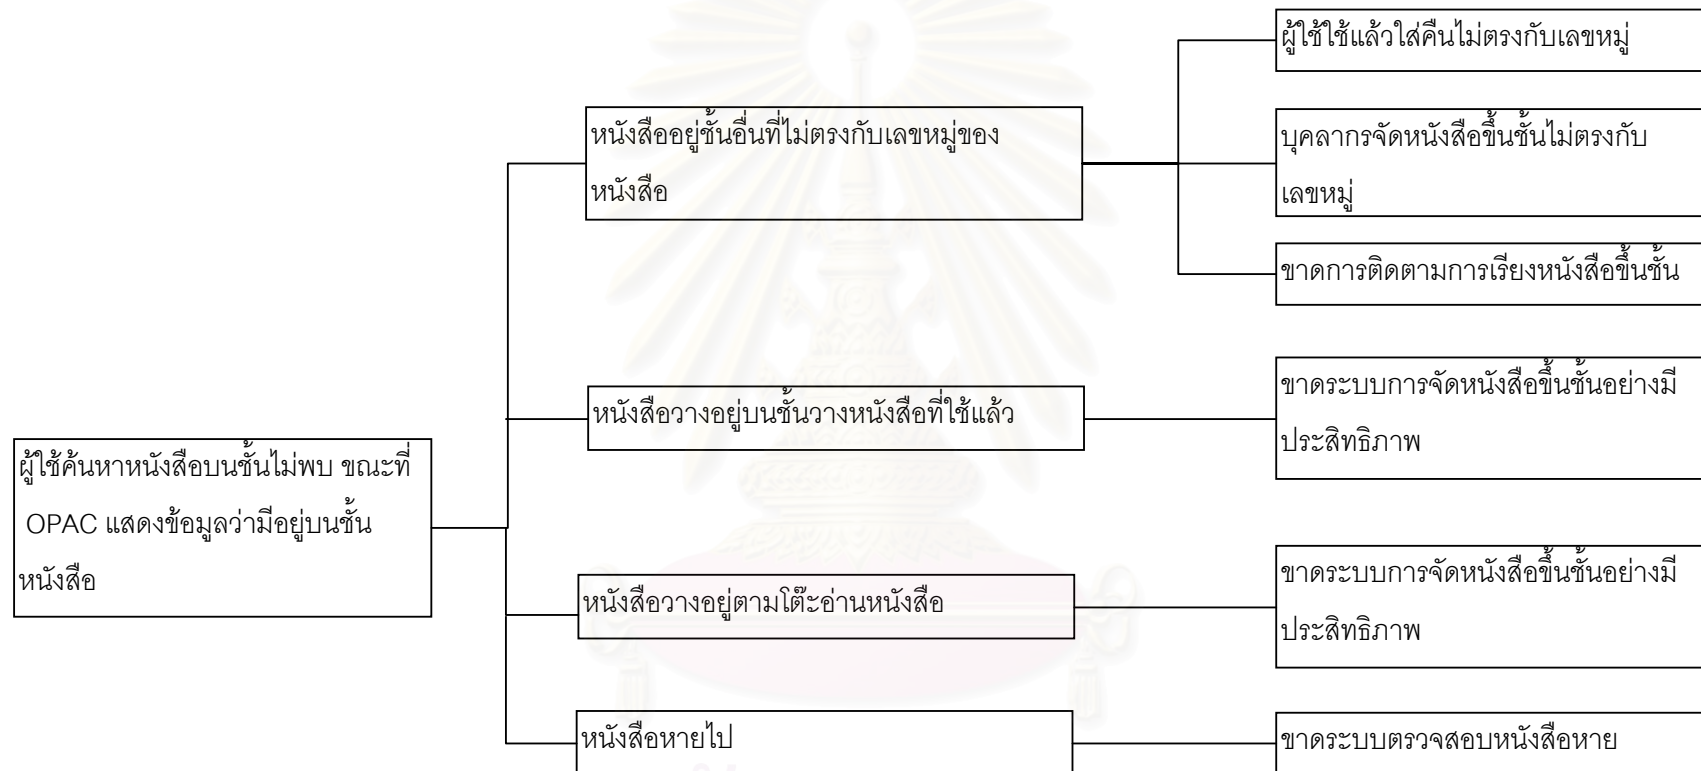 ผู้ใช้ใช้แล้วใส่คืนไม่ตรงกับเลขหมู่
หนังสืออยู่ชั้นอื่นที่ไม่ตรงกับเลขหมู่ของ
หนังสือ
บุคลากรจัดหนังสือขึ้นชั้นไม่ตรงกับ
เลขหมู่
ขาดการติดตามการเรียงหนังสือขึ้นชั้น
หนังสือวางอยู่บนชั้นวางหนังสือที่ใช้แล้ว
ขาดระบบการจัดหนังสือขึ้นชั้นอย่างมี
ประสิทธิภาพ
ผู้ใช้ค้นหาหนังสือบนชั้นไม่พบ ขณะที่
OPAC แสดงข้อมูลว่ามีอยู่บนชั้น
หนังสือ
หนังสือวางอยู่ตามโต๊ะอ่านหนังสือ
ขาดระบบการจัดหนังสือขึ้นชั้นอย่างมี
ประสิทธิภาพ
หนังสือหายไป
ขาดระบบตรวจสอบหนังสือหาย